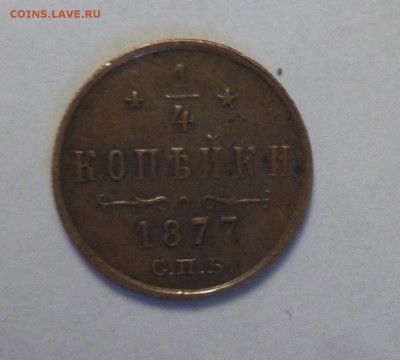 COINS.LAVE.RU
* 1/4 *
КОПѢЙКИ
1877
С.П.Б.